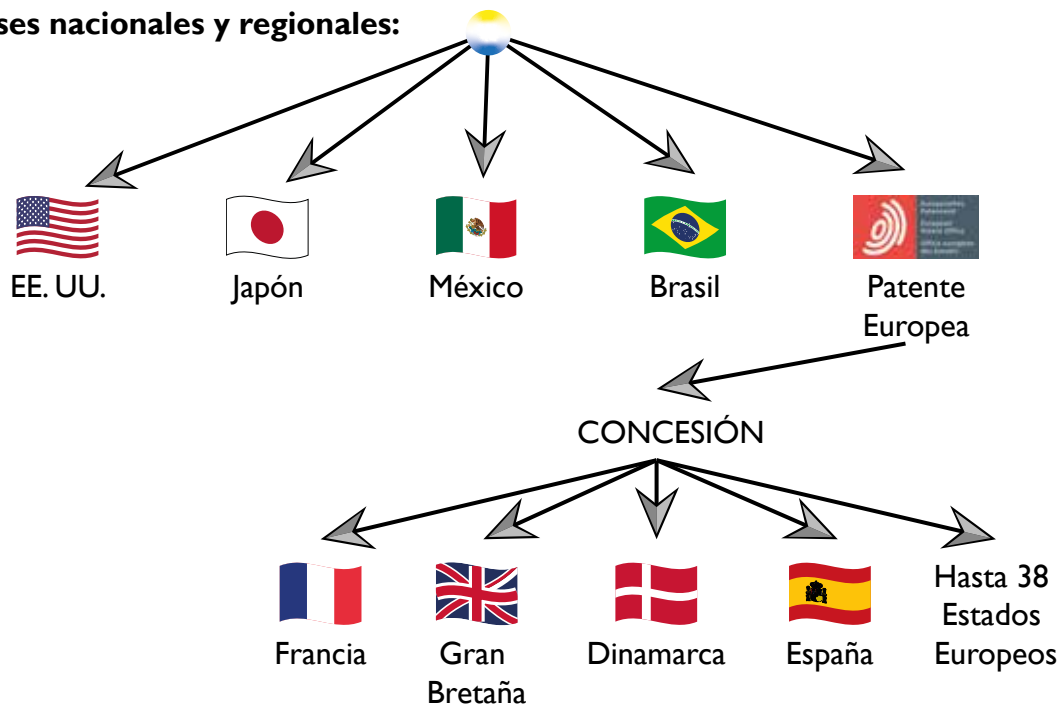 ses nacionales y regionales:
EE. UU.
Japón
México
Brasil
Patente
Europea
CONCESIÓN
Francia
Gran
Bretaña
Dinamarca
España
Hasta 38
Estados
Europeos